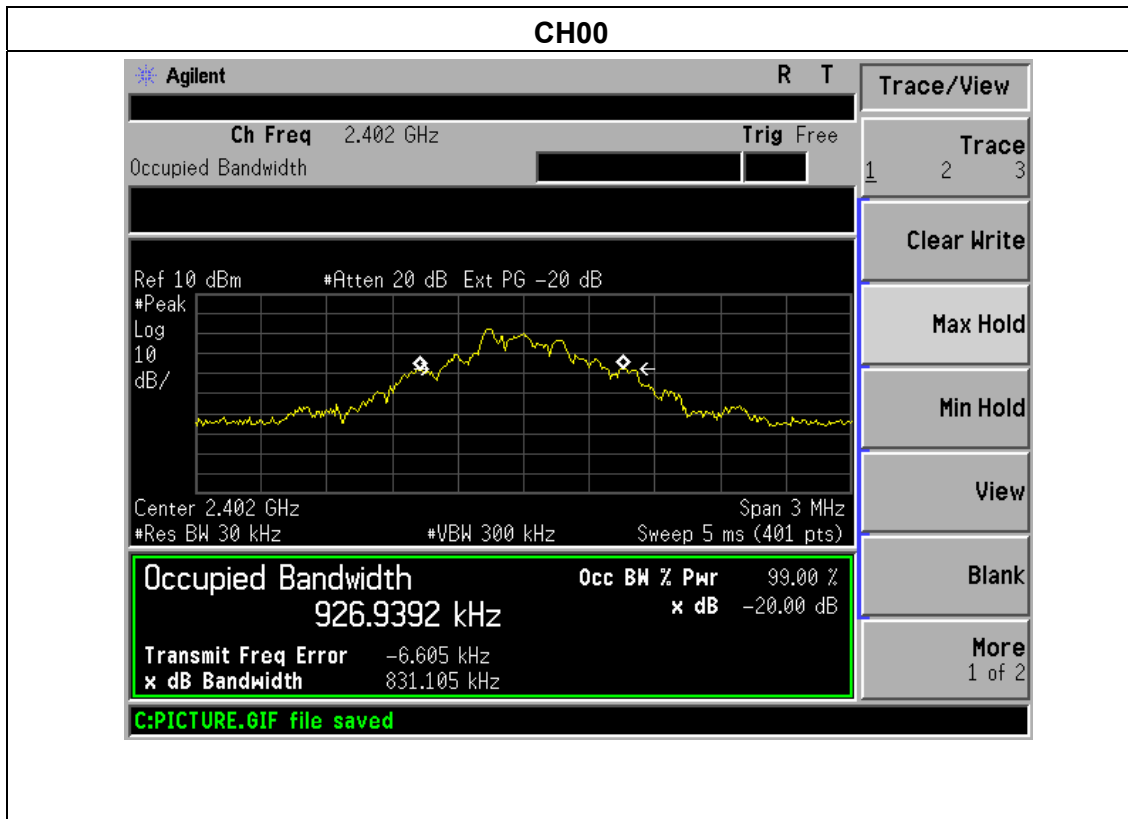 CH00
Agilent R T
Trace/View
Ch Freq 2.402 GHz Trig Free
Occupied Bandwidth
Trace
1 2 3
Clear Write
Ref 10 dBm #Atten 20 dB Ext PG −20 dB
#Peak
Log
10
dB/
Max Hold
Min Hold
View
Center 2.402 GHz Span 3 MHz
#Res BW 30 kHz #VBW 300 kHz Sweep 5 ms (401 pts)
Occupied Bandwidth Occ BW % Pwr 99.00 %
926.9392 kHz x dB −20.00 dB
Blank
Transmit Freq Error −6.605 kHz
x dB Bandwidth 831.105 kHz
More
1 of 2
C:PICTURE.GIF file saved